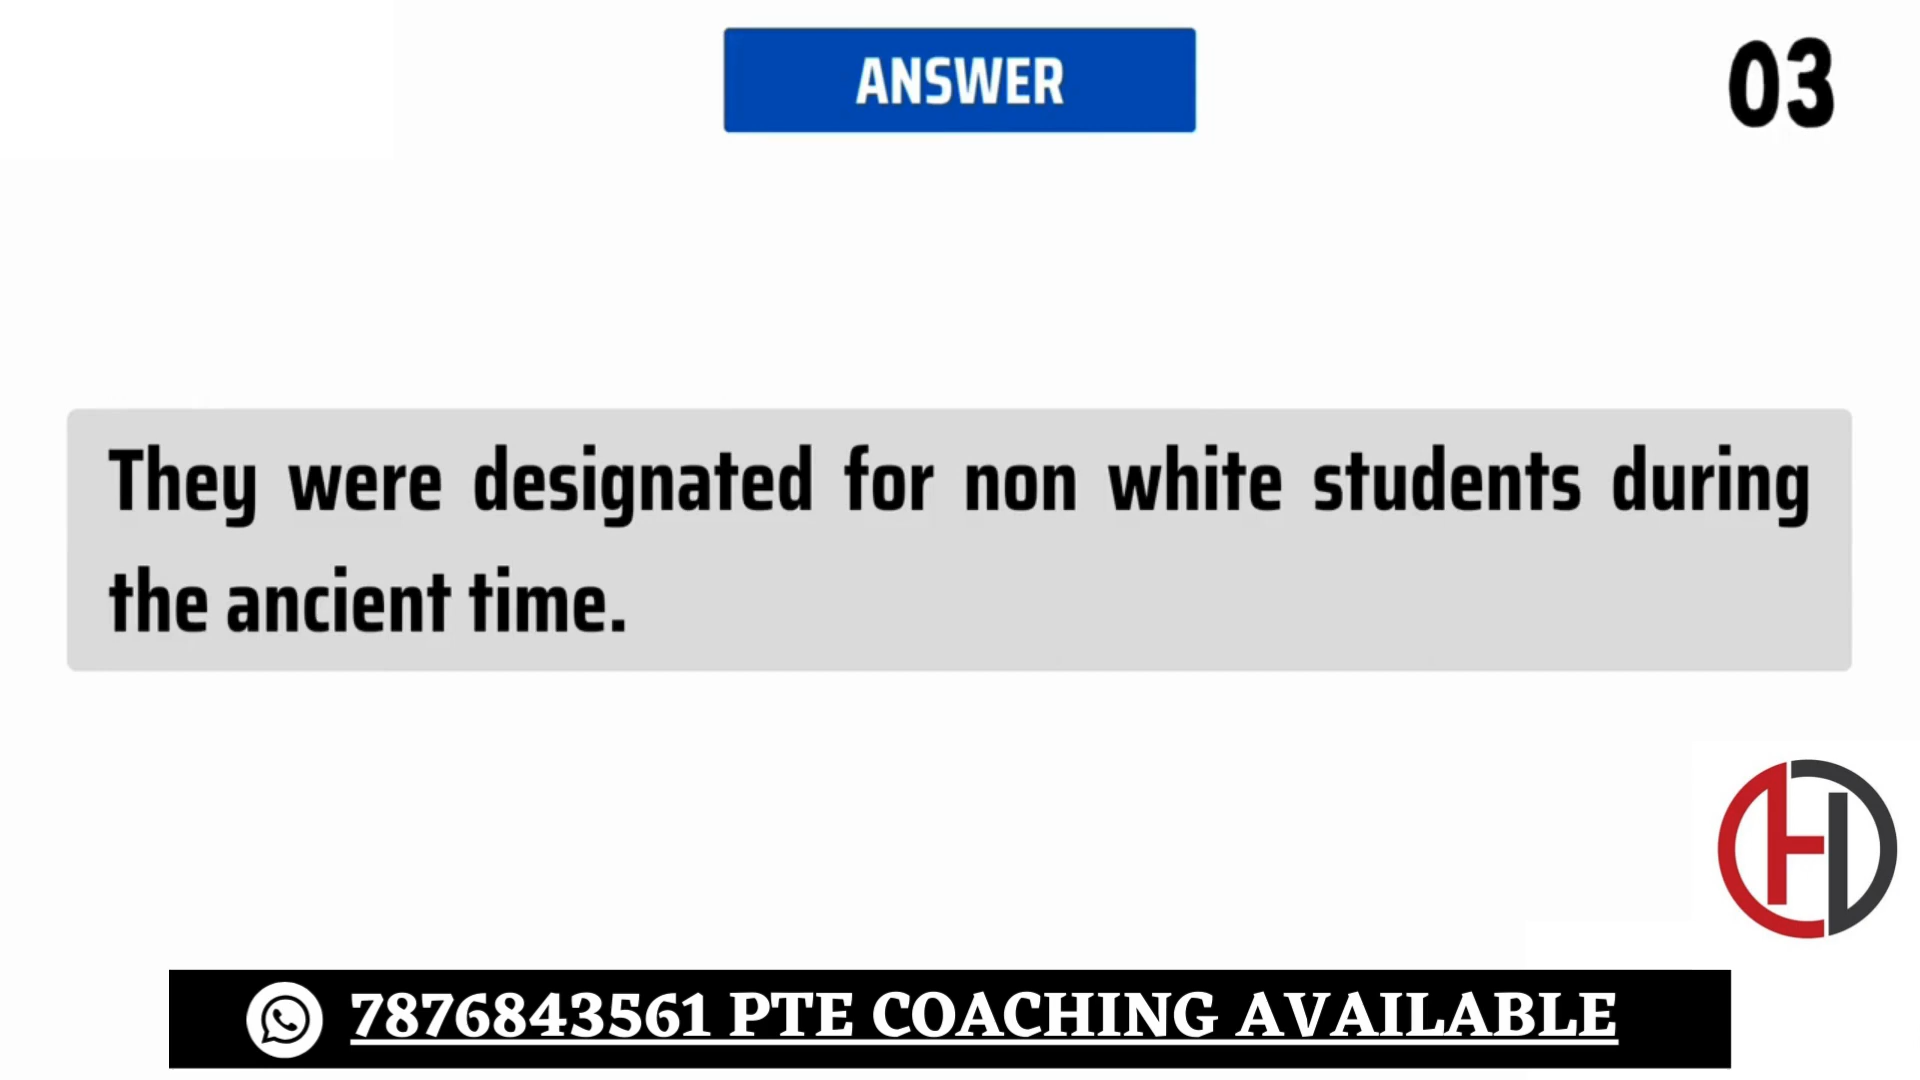 ANSWER
03
They were designated for non white students during
the ancient time.
7876843561 PTE COACHING AVAILABLE